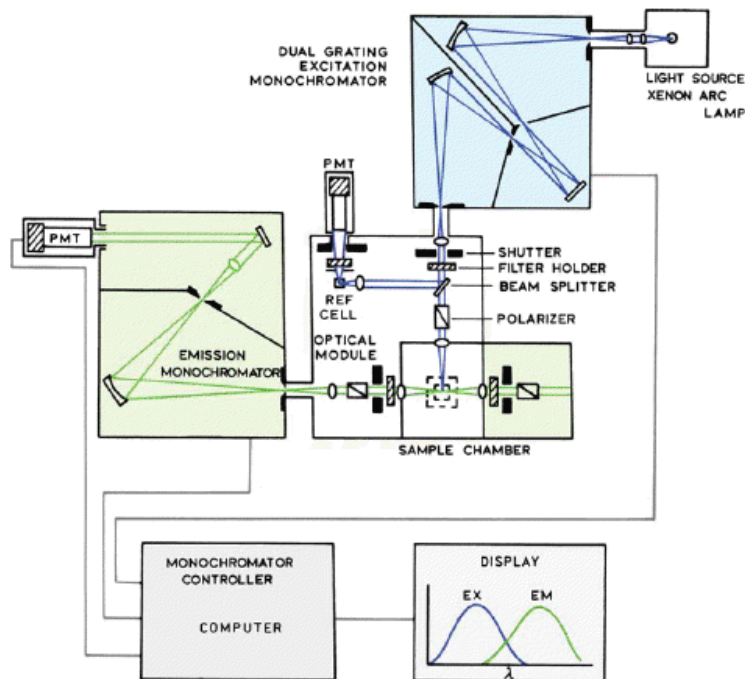 DUAL GRATING
EXCITATION
MONOCHROMATOR
LIGHT SOURCE
XENON ARC
LAMP
PMT
PMT
SHUTTER
FILTER HOLDER
BEAM SPLITTER
REF
CELL
POLARIZER
OPTICAL
MODULE
EMISSION
MONOCHROMATOR
SAMPLE CHAMBER
MONOCHROMATOR
CONTROLLER
COMPUTER
DISPLAY
EX
EM
λ